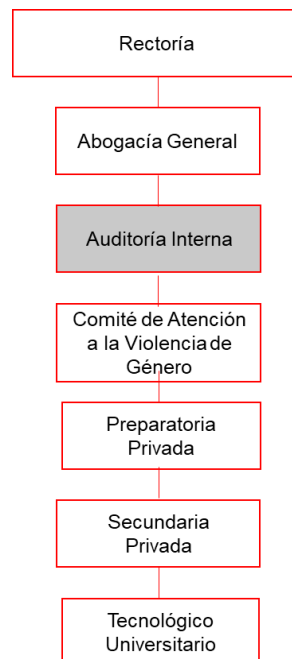 Rectoría
Abogacía General
Auditoría Interna
Comité de Atención
a la Violencia de
Género
Preparatoria
Privada
Secundaria
Privada
Tecnológico
Universitario